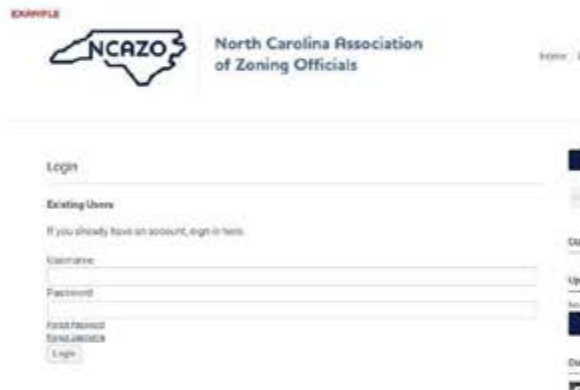 EXAMPLE
NCAZO
North Carolina Association
of Zoning Officials
Home
Login
Existing Users
If you already have an account, sign in here.
Username
Password
Forgot Password
Forgot Username
Login